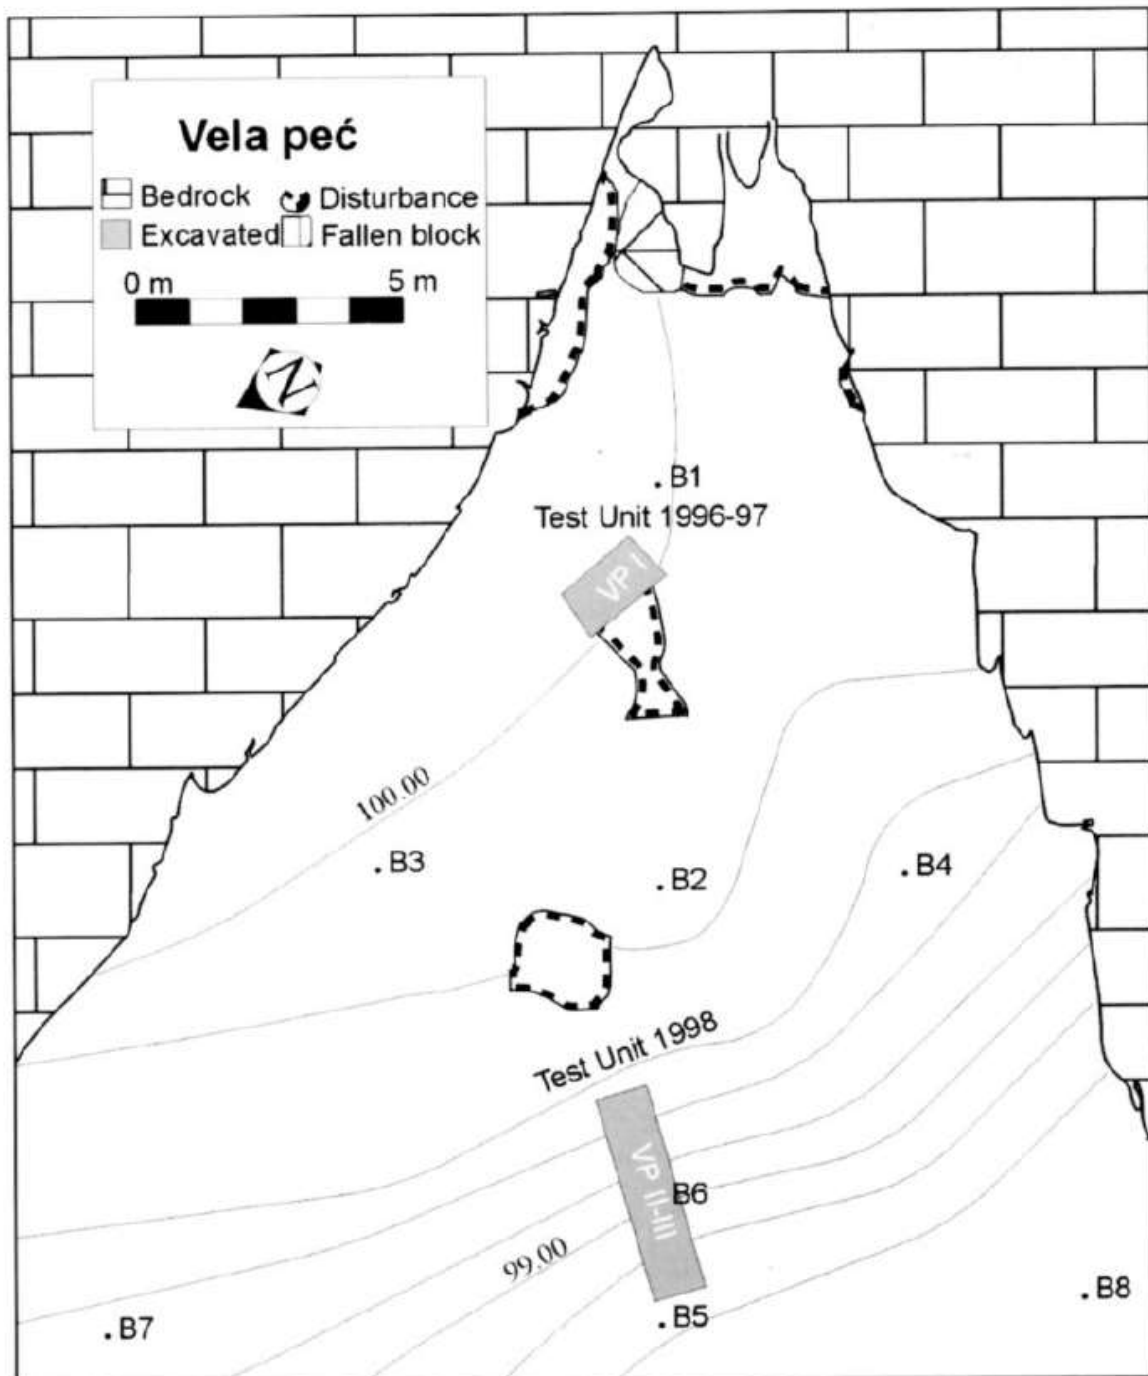 Vela peć
Bedrock
Disturbance
Excavated
Fallen block
0 m
5 m
N
B1
Test Unit 1996-97
VP I
100.00
B3
B2
B4
Test Unit 1998
VP II-III
B6
99.00
B7
B5
B8